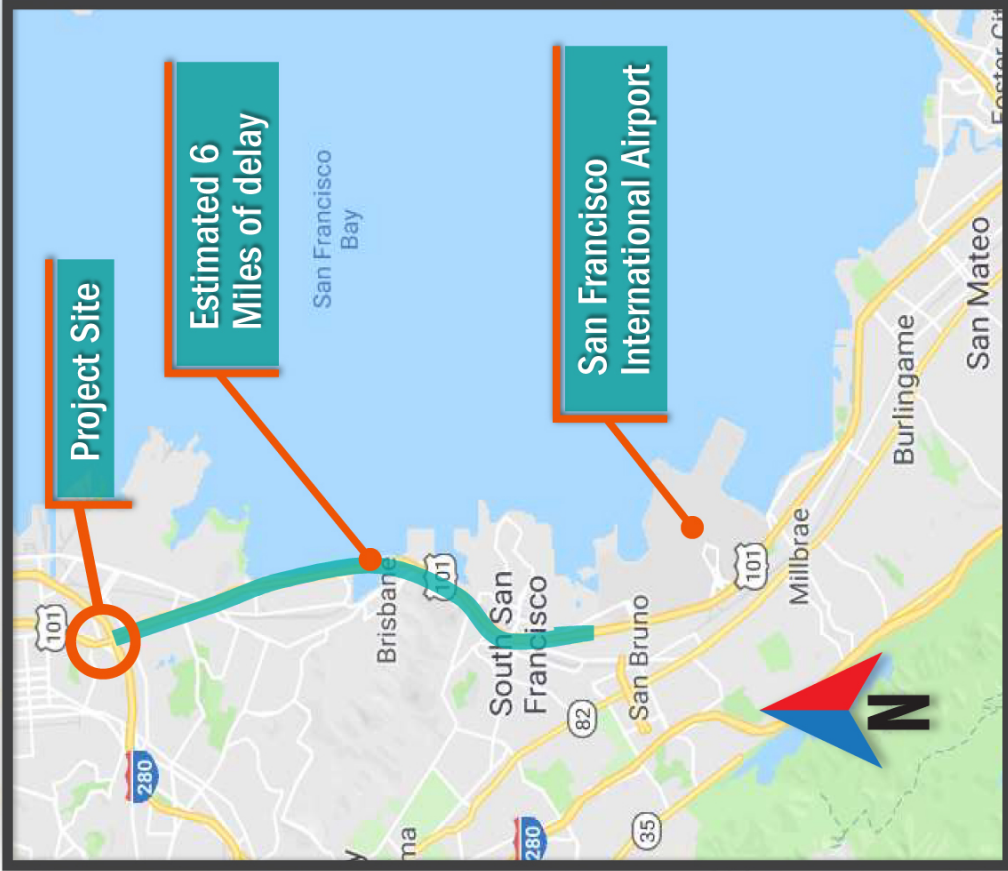 Project Site
Estimated 6
Miles of delay
San Francisco
Bay
San Francisco
International Airport
101
280
Brisbane
101
South San
Francisco
82
San Bruno
280
35
101
Millbrae
Burlingame
San Mateo
N